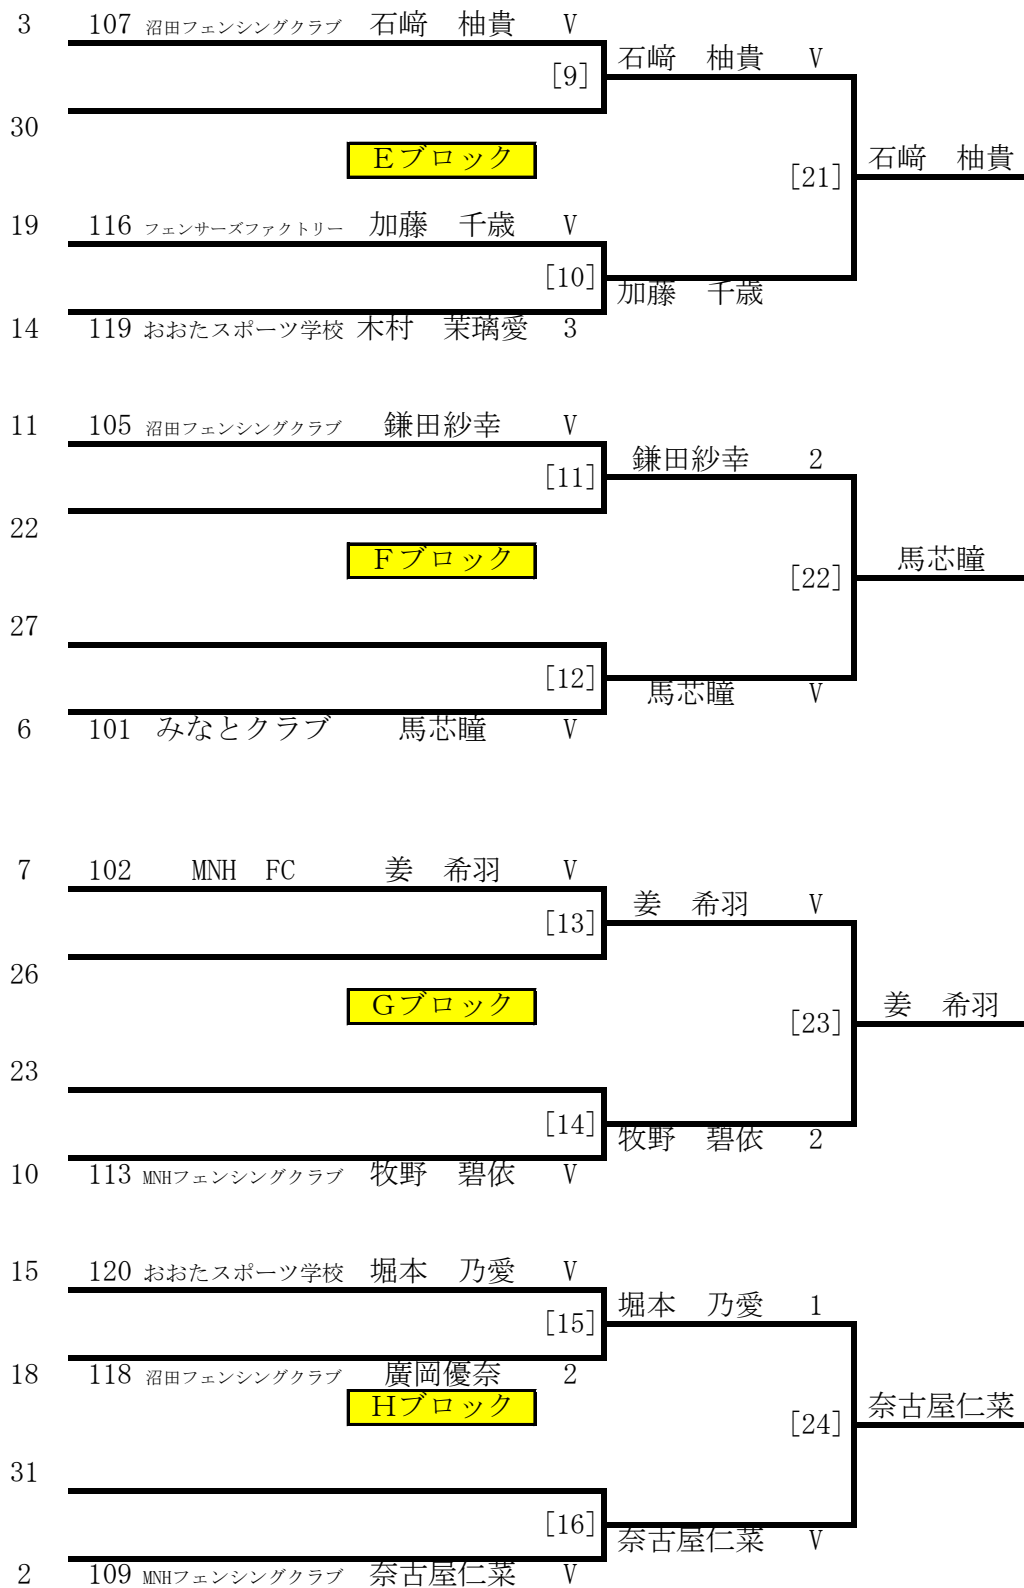 3 107 沼田フェンシングクラブ 石﨑 柚貴 V
石﨑 柚貴 V
[9]
30
Eブロック
石﨑 柚貴
[21]
19 116 フェンサーズファクトリー 加藤 千歳 V
[10]
加藤 千歳
14 119 おおたスポーツ学校 木村 茉璃愛 3
11 105 沼田フェンシングクラブ 鎌田紗幸 V
鎌田紗幸 2
[11]
22
Fブロック
馬芯瞳
[22]
27
[12]
馬芯瞳 V
6 101 みなとクラブ 馬芯瞳 V
7 102 MNH FC 姜 希羽 V
姜 希羽 V
[13]
26
Gブロック
姜 希羽
[23]
23
[14]
牧野 碧依 2
10 113 MNHフェンシングクラブ 牧野 碧依 V
15 120 おおたスポーツ学校 堀本 乃愛 V
堀本 乃愛 1
[15]
18 118 沼田フェンシングクラブ 廣岡優奈 2
Hブロック
奈古屋仁菜
[24]
31
[16]
奈古屋仁菜 V
2 109 MNHフェンシングクラブ 奈古屋仁菜 V